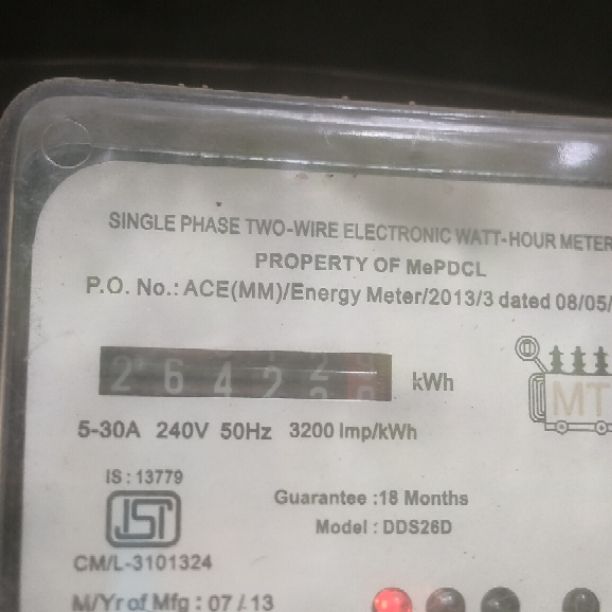 SINGLE PHASE TWO-WIRE ELECTRONIC WATT-HOUR METER
PROPERTY OF MePDCL
P.O. No.: ACE(MM)/Energy Meter/2013/3 dated 08/05/
2 6 4 2 kWh
5-30A 240V 50Hz 3200 Imp/kWh
MT
IS : 13779
ISI
Guarantee :18 Months
Model : DDS26D
CM/L-3101324
M/Yr of Mfg : 07 / 13